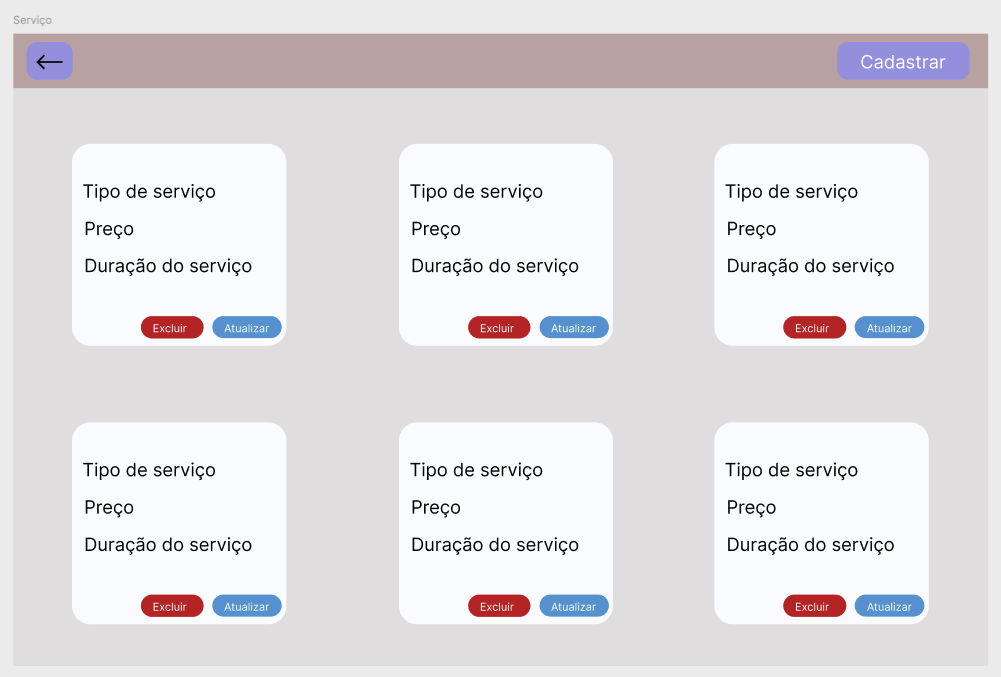 Serviço
Cadastrar
Tipo de serviço
Preço
Duração do serviço
Excluir
Atualizar
Tipo de serviço
Preço
Duração do serviço
Excluir
Atualizar
Tipo de serviço
Preço
Duração do serviço
Excluir
Atualizar
Tipo de serviço
Preço
Duração do serviço
Excluir
Atualizar
Tipo de serviço
Preço
Duração do serviço
Excluir
Atualizar
Tipo de serviço
Preço
Duração do serviço
Excluir
Atualizar